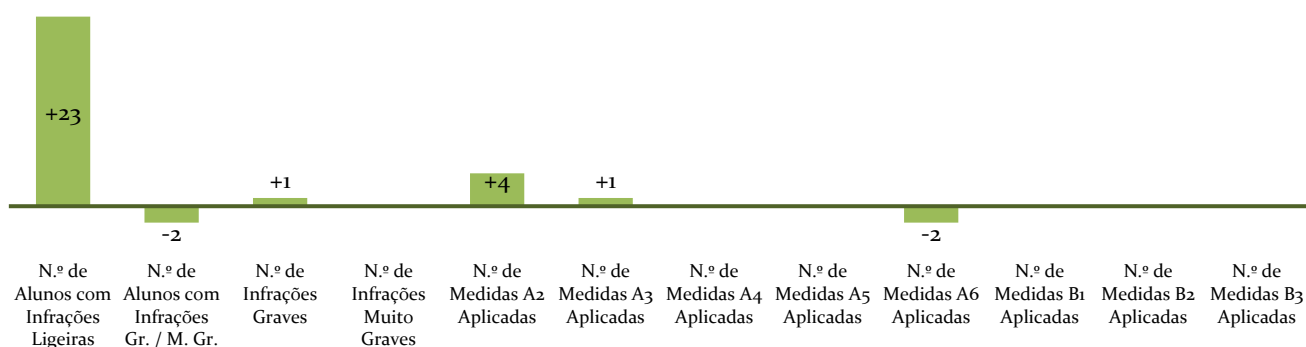 +23
+1
+4
+1
-2
-2
N.º de
Alunos com
Infrações
Ligeiras
N.º de
Alunos com
Infrações
Gr. / M. Gr.
N.º de
Infrações
Graves
N.º de
Infrações
Muito
Graves
N.º de
Medidas A2
Aplicadas
N.º de
Medidas A3
Aplicadas
N.º de
Medidas A4
Aplicadas
N.º de
Medidas A5
Aplicadas
N.º de
Medidas A6
Aplicadas
N.º de
Medidas B1
Aplicadas
N.º de
Medidas B2
Aplicadas
N.º de
Medidas B3
Aplicadas